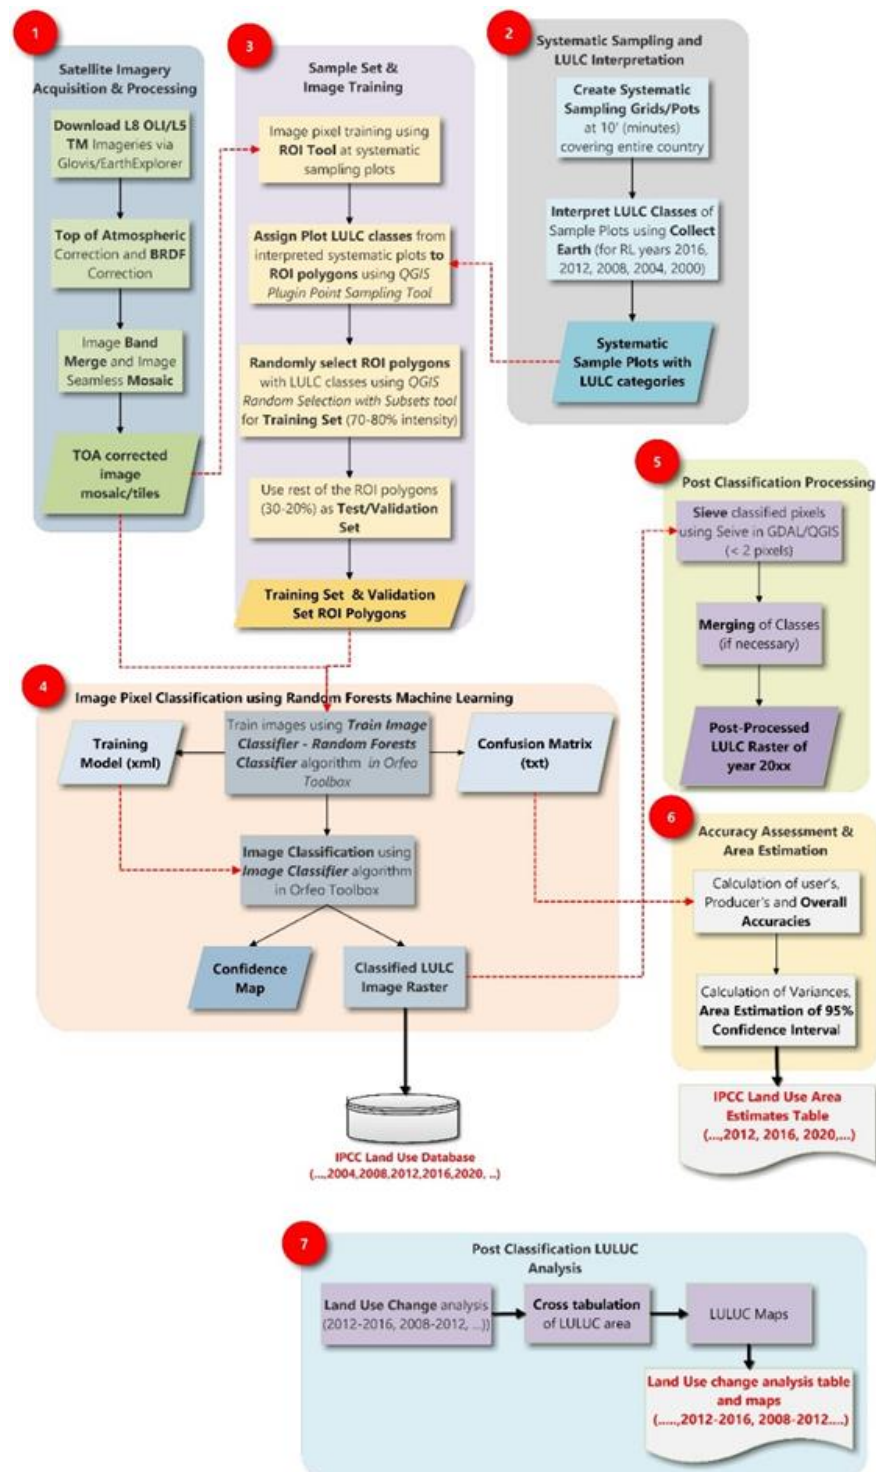 1
Satellite Imagery
Acquisition & Processing
Download L8 OLI/L5
TM Imageries via
Glovis/EarthExplorer
Top of Atmospheric
Correction and BRDF
Correction
Image Band
Merge and Image
Seamless Mosaic
TOA corrected
image
mosaic/tiles
3
Sample Set &
Image Training
Image pixel training using
ROI Tool at systematic
sampling plots
Assign Plot LULC classes from
interpreted systematic plots to
ROI polygons using QGIS
Plugin Point Sampling Tool
Randomly select ROI polygons
with LULC classes using QGIS
Random Selection with Subsets tool
for Training Set (70-80% intensity)
Use rest of the ROI polygons
(30-20%) as Test/Validation
Set
Training Set & Validation
Set ROI Polygons
2
Systematic Sampling and
LULC Interpretation
Create Systematic
Sampling Grids/Pots
at 10' (minutes)
covering entire country
Interpret LULC Classes of
Sample Plots using Collect
Earth (for RL years 2016,
2012, 2008, 2004, 2000)
Systematic
Sample Plots with
LULC categories
5
Post Classification Processing
Sieve classified pixels
using Seive in GDAL/QGIS
(< 2 pixels)
Merging of Classes
(if necessary)
Post-Processed
LULC Raster of
year 20xx
4
Image Pixel Classification using Random Forests Machine Learning
Training
Model (xml)
Train images using Train Image
Classifier - Random Forests
Classifier algorithm in Orfeo
Toolbox
Confusion Matrix
(txt)
Image Classification using
Image Classifier algorithm
in Orfeo Toolbox
Confidence
Map
Classified LULC
Image Raster
IPCC Land Use Database
(...,2004,2008,2012,2016,2020, ..)
6
Accuracy Assessment &
Area Estimation
Calculation of user's,
Producer's and Overall
Accuracies
Calculation of Variances,
Area Estimation of 95%
Confidence Interval
IPCC Land Use Area
Estimates Table
(...,2012, 2016, 2020,...)
7
Post Classification LULUC
Analysis
Land Use Change analysis
(2012-2016, 2008-2012, ...))
Cross tabulation
of LULUC area
LULUC Maps
Land Use change analysis table
and maps
(.....,2012-2016, 2008-2012....)